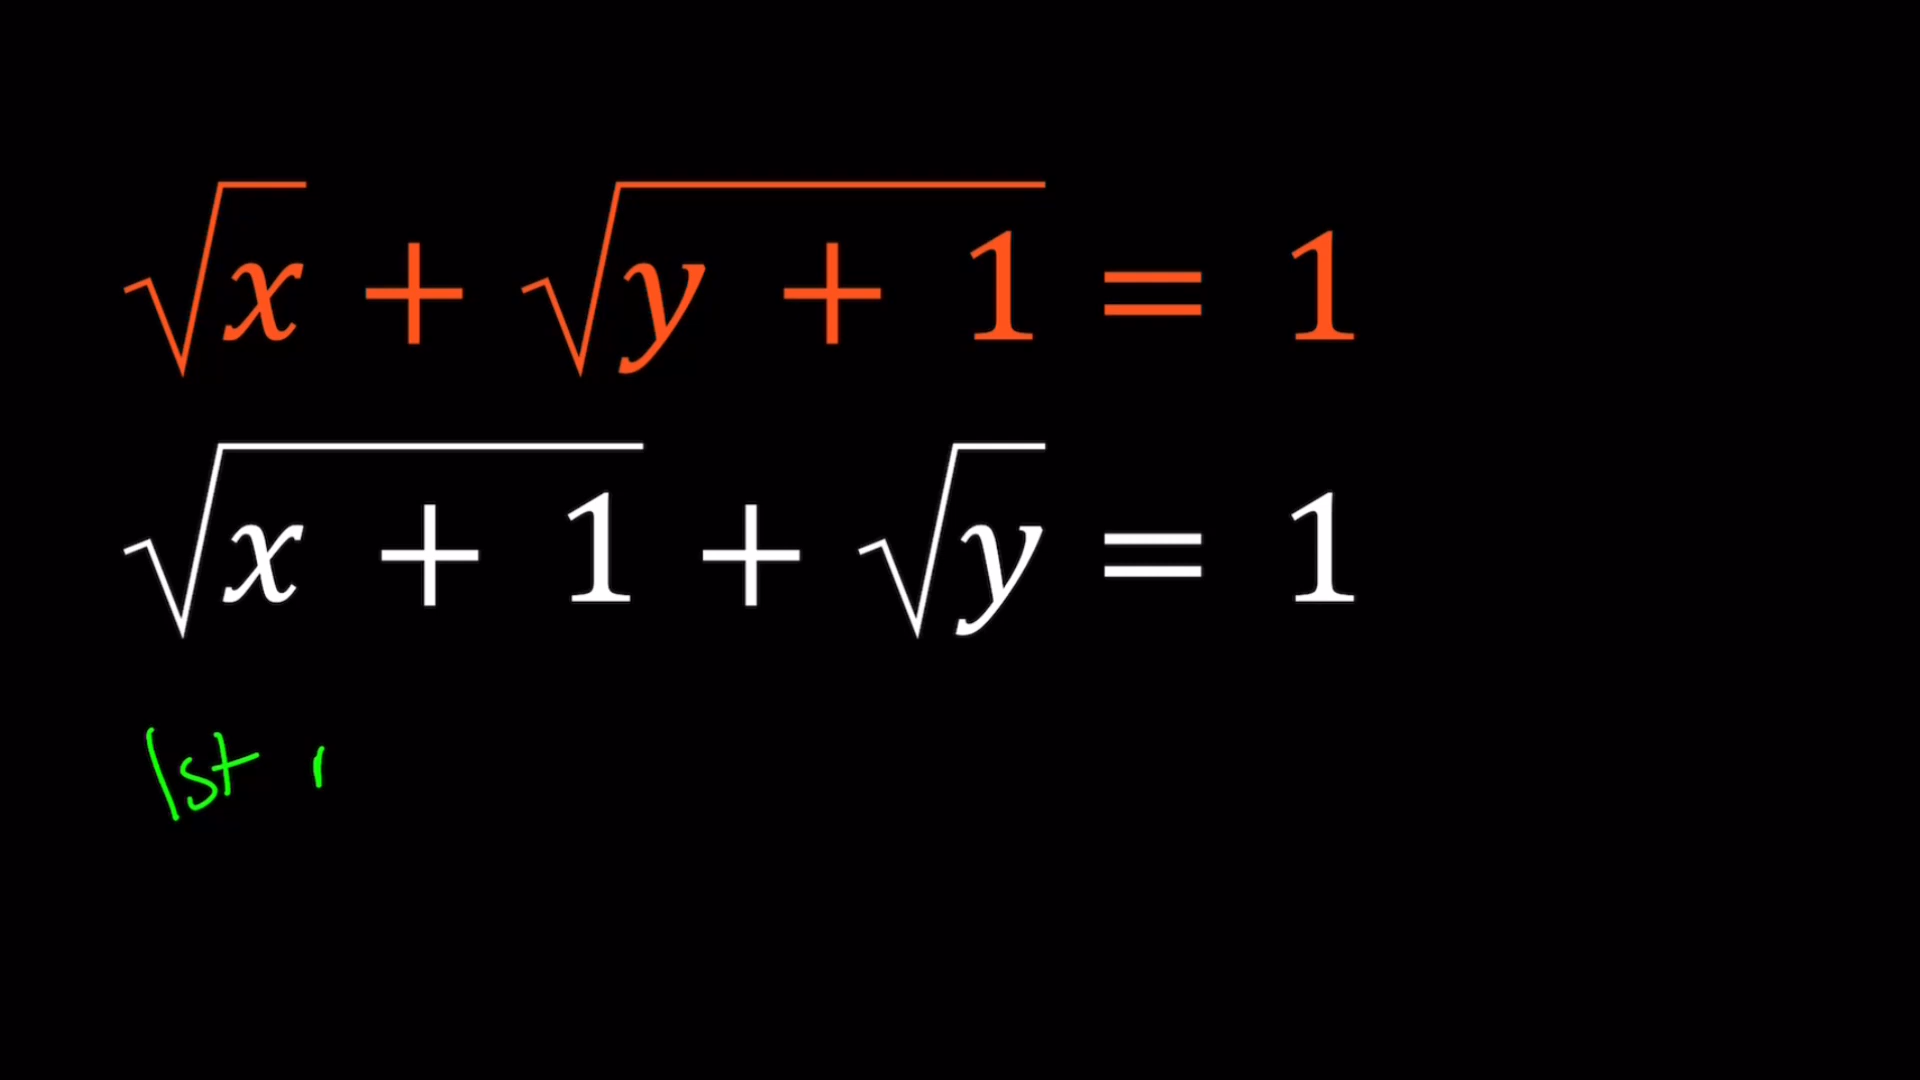 √x + √(y + 1) = 1
√(x + 1) + √y = 1
1st